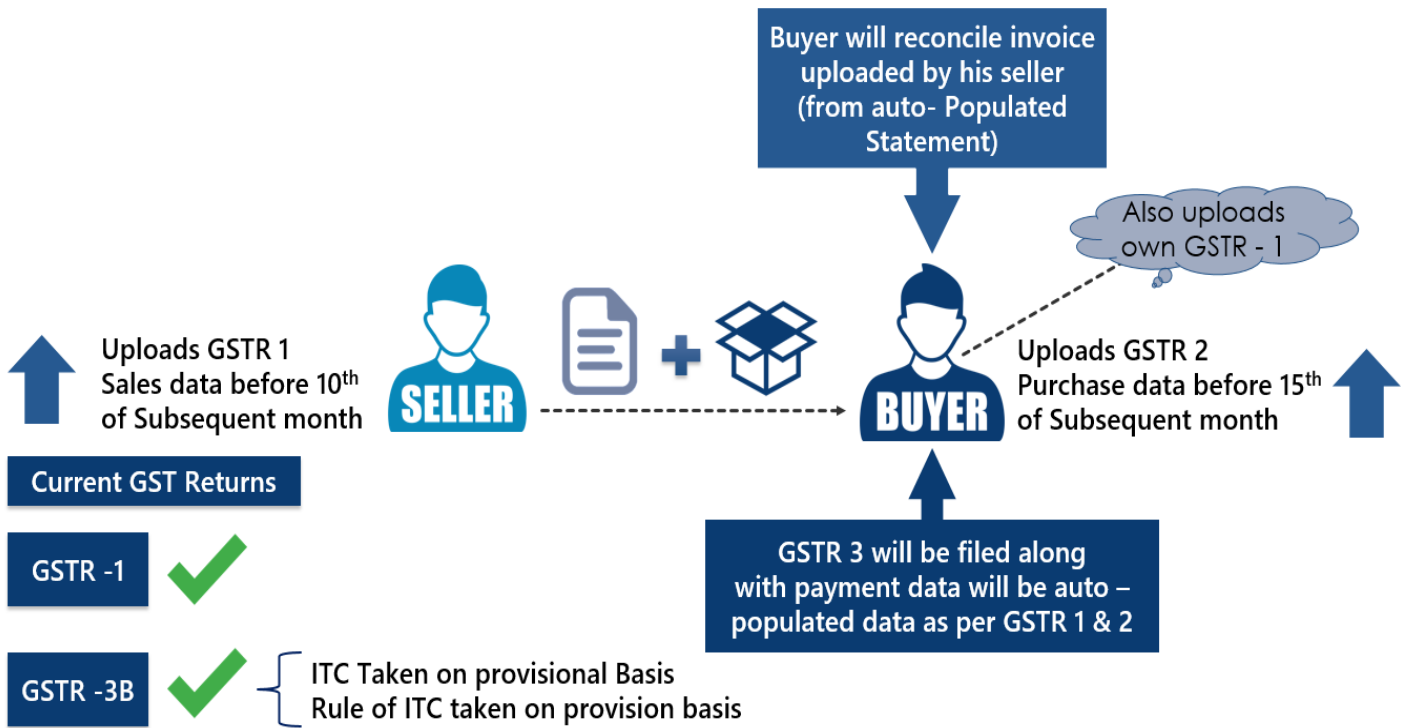 Buyer will reconcile invoice
uploaded by his seller
(from auto- Populated
Statement)
Also uploads
own GSTR - 1
Uploads GSTR 1
Sales data before 10th
of Subsequent month
SELLER
BUYER
Uploads GSTR 2
Purchase data before 15th
of Subsequent month
Current GST Returns
GSTR -1
GSTR 3 will be filed along
with payment data will be auto –
populated data as per GSTR 1 & 2
GSTR -3B
ITC Taken on provisional Basis
Rule of ITC taken on provision basis